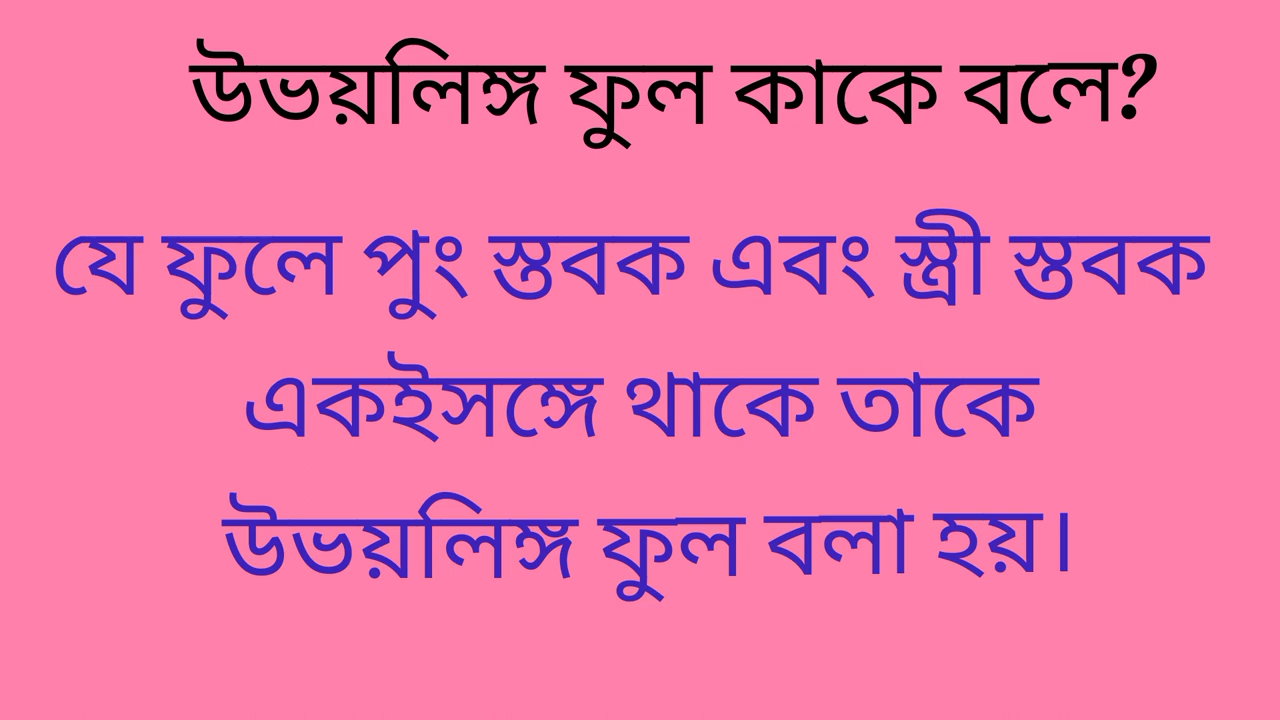 উভয়লিঙ্গ ফুল কাকে বলে?
যে ফুলে পুং স্তবক এবং স্ত্রী স্তবক
একইসঙ্গে থাকে তাকে
উভয়লিঙ্গ ফুল বলা হয়।